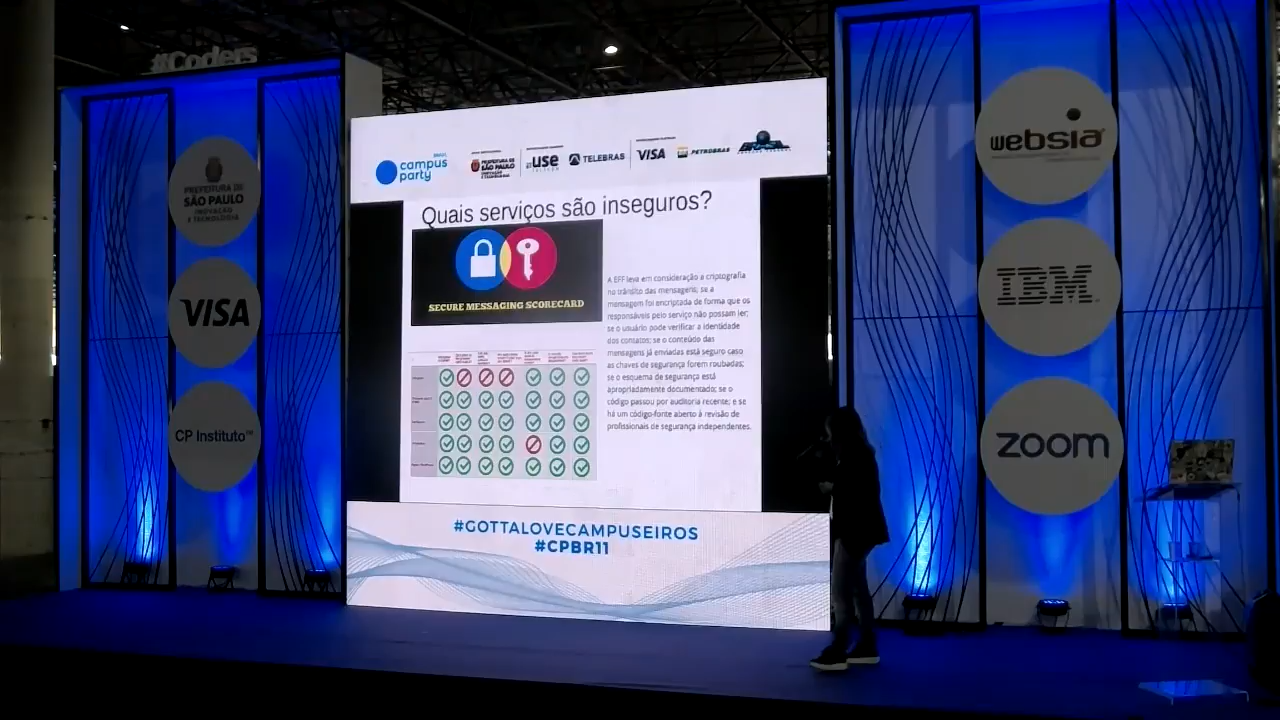 #Coders
PREFEITURA DE
SÃO PAULO
INOVAÇÃO
E TECNOLOGIA
VISA
CP Instituto
campus
party
PREFEITURA DE
SÃO PAULO
USE
TELEBRAS
VISA
PETROBRAS
BRASIL
Quais serviços são inseguros?
SECURE MESSAGING SCORECARD
A EFF leva em consideração a criptografia
no trânsito das mensagens; se a
mensagem foi encriptada de forma que os
responsáveis pelo serviço não possam ler;
se o usuário pode verificar a identidade
dos contatos; se o conteúdo das
mensagens já enviadas está seguro caso
as chaves de segurança forem roubadas;
se o esquema de segurança está
apropriadamente documentado; se o
código passou por auditoria recente; e se
há um código-fonte aberto à revisão de
profissionais de segurança independentes.
#GOTTALOVECAMPUSEIROS
#CPBR11
websia
IBM
zoom